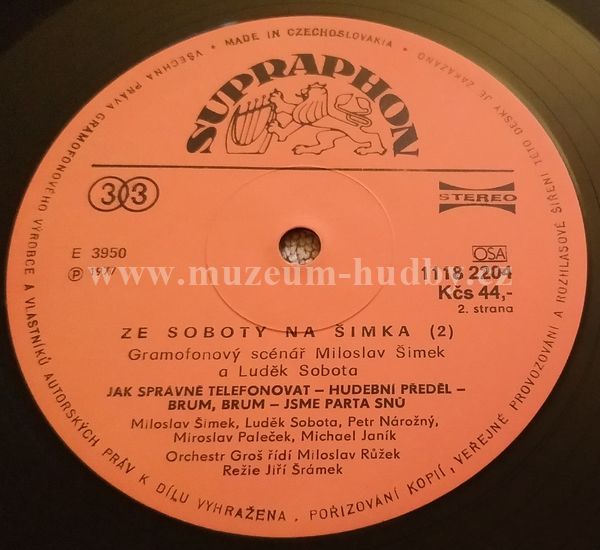 VŠECHNA PRÁVA GRAMOFONOVÉHO VÝROBCE A VLASTNÍKŮ AUTORSKÝCH PRÁV K DÍLU VYHRAŽENA. POŘIZOVÁNÍ KOPIÍ, VEŘEJNÉ PROVOZOVÁNÍ A ROZHLASOVÉ ŠÍŘENÍ TÉTO DESKY JE ZAKÁZÁNO • MADE IN CZECHOSLOVAKIA •
SUPRAPHON
33
STEREO
E 3950
Ⓟ 1977
OSA
1118 2204
Kčs 44,-
2. strana
www.muzeum-hudby.cz
ZE SOBOTY NA ŠIMKA (2)
Gramofonový scénář Miloslav Šimek
a Luděk Sobota
JAK SPRÁVNĚ TELEFONOVAT – HUDEBNÍ PŘEDĚL –
BRUM, BRUM – JSME PARTA SNŮ
Miloslav Šimek, Luděk Sobota, Petr Nárožný,
Miroslav Paleček, Michael Janík
Orchestr Groš řídí Miloslav Růžek
Režie Jiří Šrámek